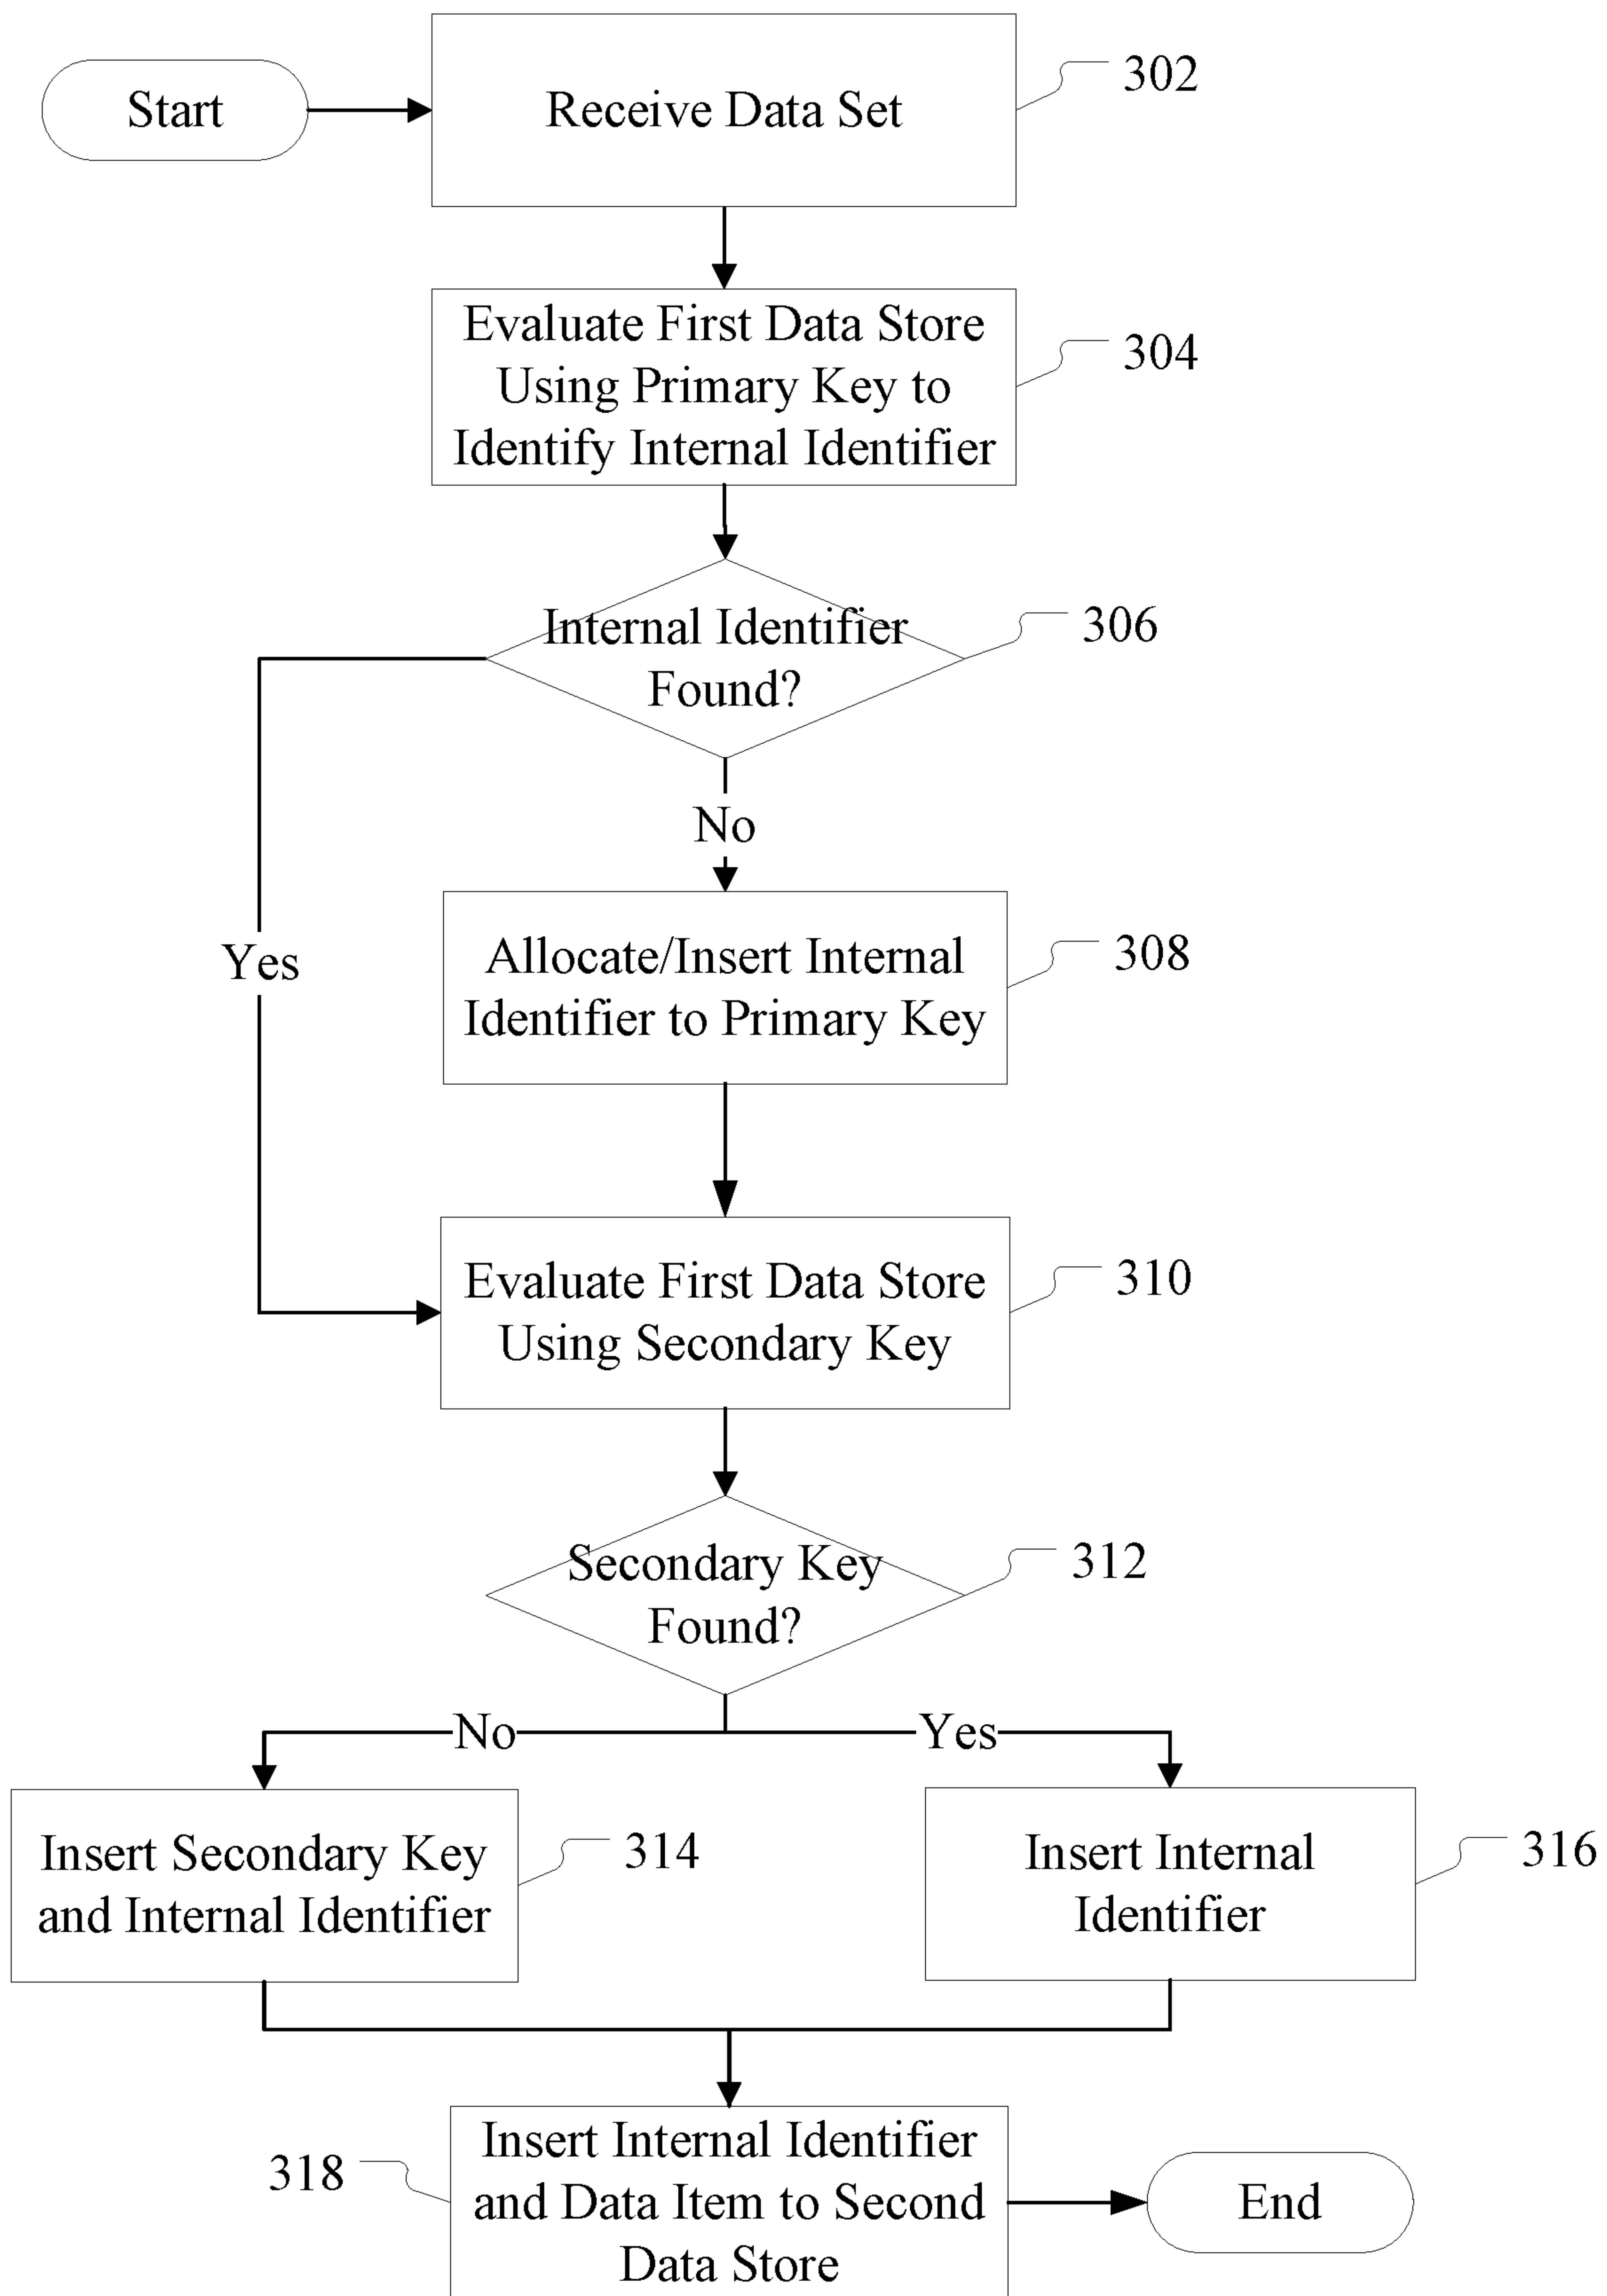 Start
Receive Data Set
302
Evaluate First Data Store
Using Primary Key to
Identify Internal Identifier
304
Internal Identifier
Found?
306
No
Yes
Allocate/Insert Internal
Identifier to Primary Key
308
Evaluate First Data Store
Using Secondary Key
310
Secondary Key
Found?
312
No
Yes
Insert Secondary Key
and Internal Identifier
314
Insert Internal
Identifier
316
318
Insert Internal Identifier
and Data Item to Second
Data Store
End